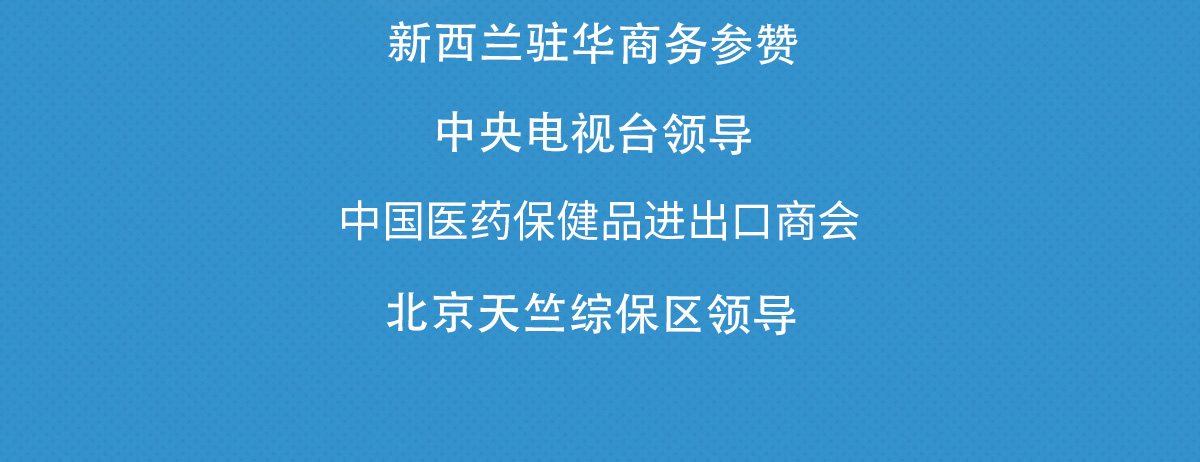 新西兰驻华商务参赞
中央电视台领导
中国医药保健品进出口商会
北京天竺综保区领导